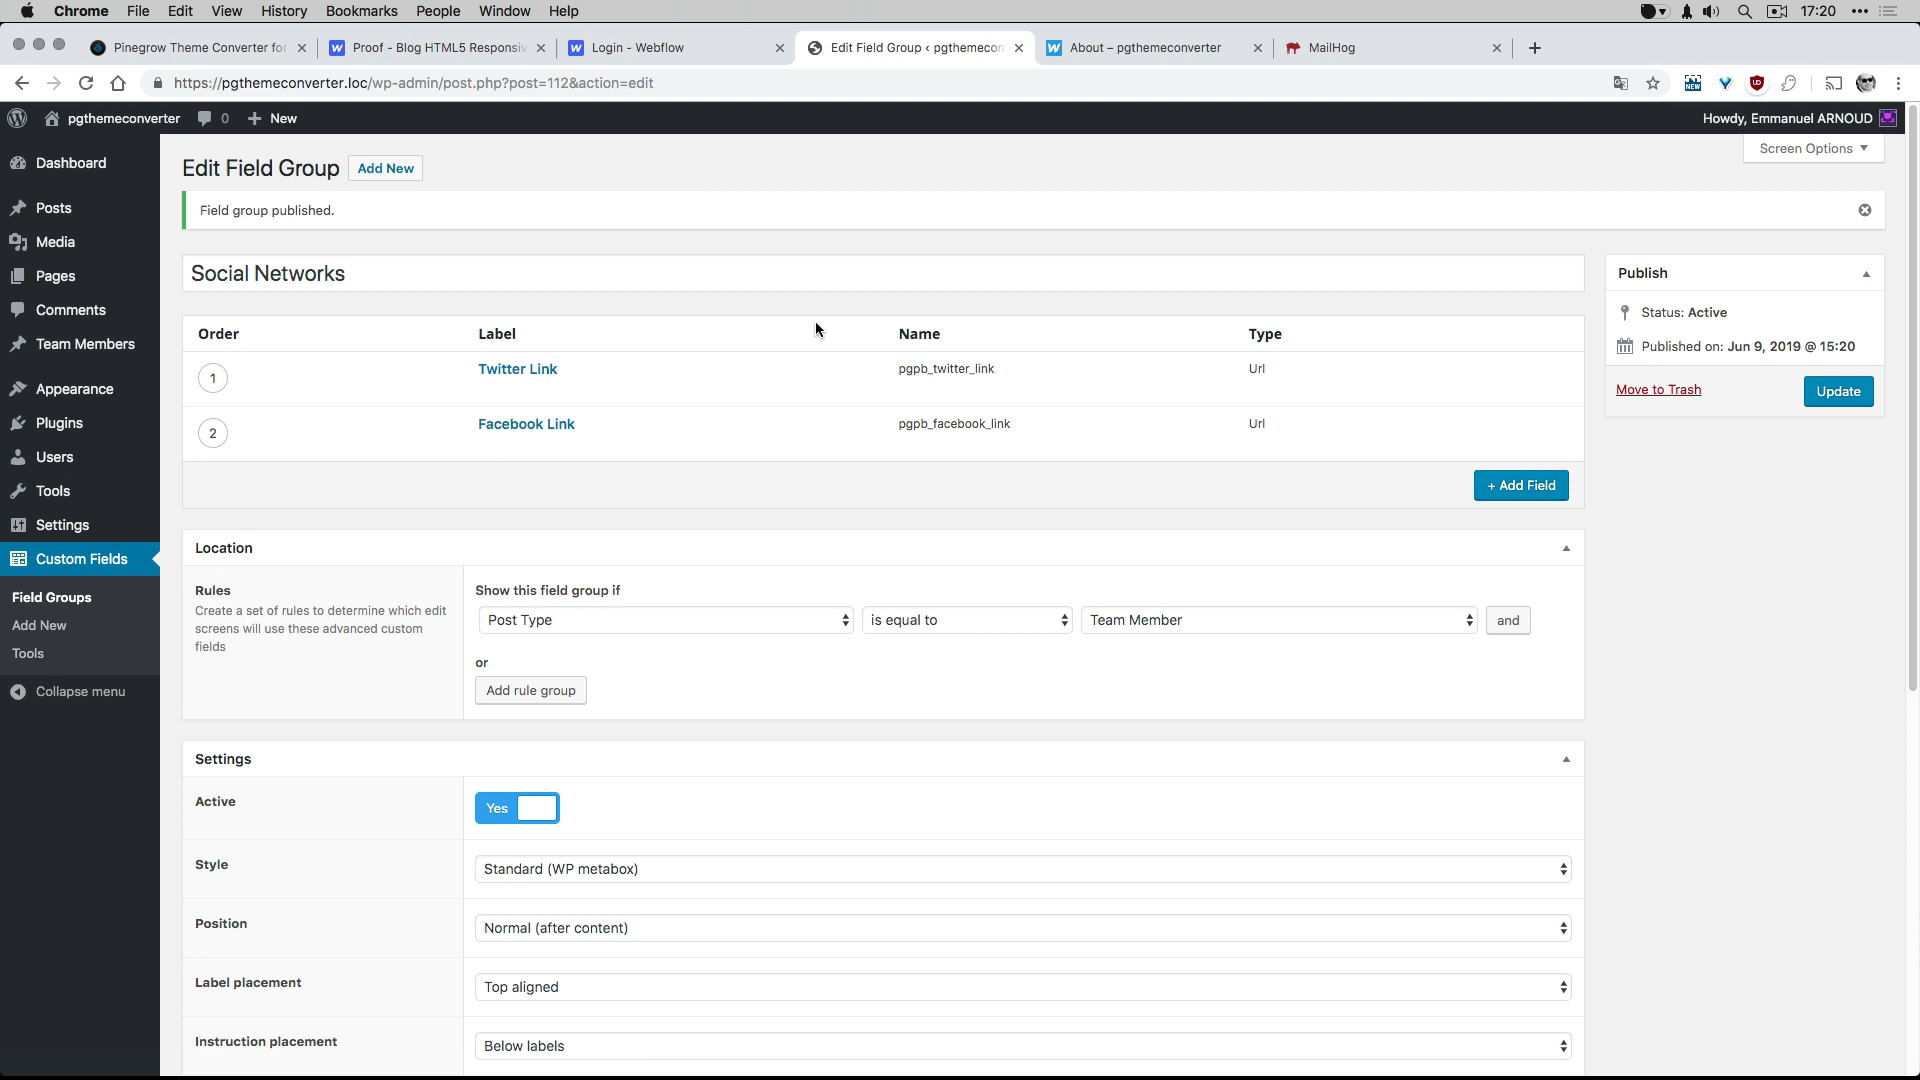 Chrome File Edit View History Bookmarks People Window Help 17:20
Pinegrow Theme Converter fo Proof - Blog HTML5 Responsiv Login - Webflow Edit Field Group ‹ pgthemecon About – pgthemeconverter MailHog
https://pgthemeconverter.loc/wp-admin/post.php?post=112&action=edit
pgthemeconverter 0 + New Howdy, Emmanuel ARNOUD
Screen Options
Dashboard
Posts
Media
Pages
Comments
Team Members
Appearance
Plugins
Users
Tools
Settings
Custom Fields
Field Groups
Add New
Tools
Collapse menu
Edit Field Group Add New
Field group published.
Social Networks
Order Label Name Type
1 Twitter Link pgpb_twitter_link Url
2 Facebook Link pgpb_facebook_link Url
+ Add Field
Location
Rules
Create a set of rules to determine which edit
screens will use these advanced custom
fields
Show this field group if
Post Type is equal to Team Member and
or
Add rule group
Settings
Active Yes
Style Standard (WP metabox)
Position Normal (after content)
Label placement Top aligned
Instruction placement Below labels
Publish
Status: Active
Published on: Jun 9, 2019 @ 15:20
Move to Trash Update